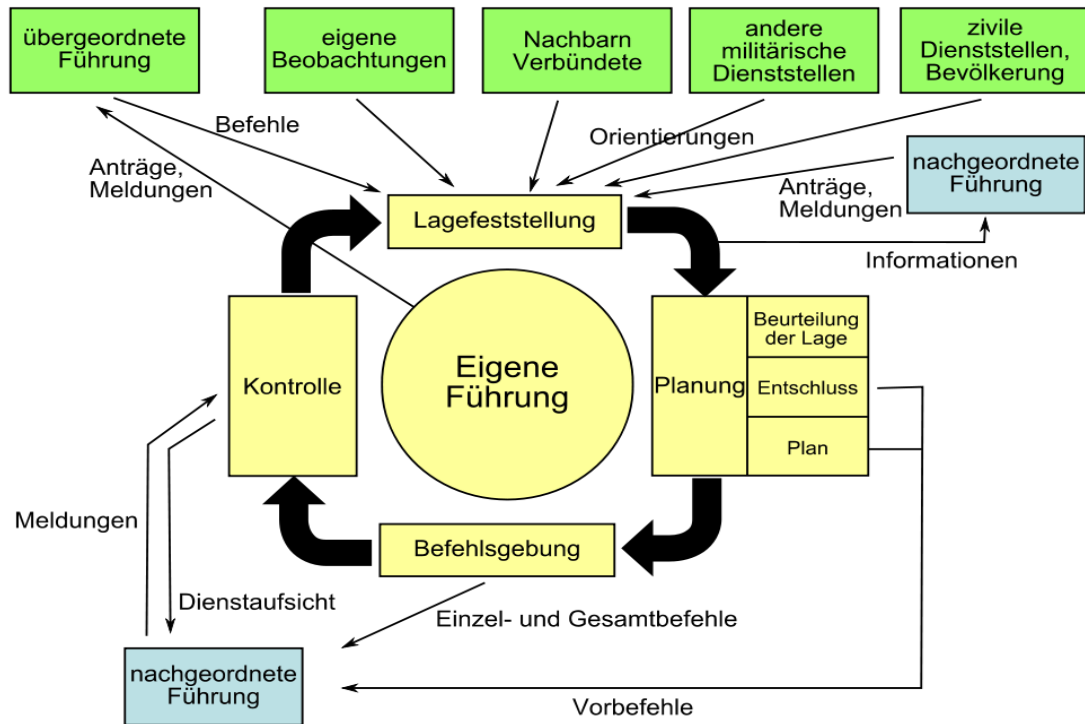 übergeordnete
Führung
eigene
Beobachtungen
Nachbarn
Verbündete
andere
militärische
Dienststellen
zivile
Dienststellen,
Bevölkerung
Befehle
Orientierungen
Anträge,
Meldungen
nachgeordnete
Führung
Anträge,
Meldungen
Lagefeststellung
Informationen
Kontrolle
Eigene
Führung
Planung
Beurteilung
der Lage
Entschluss
Plan
Meldungen
Befehlsgebung
Dienstaufsicht
Einzel- und Gesamtbefehle
nachgeordnete
Führung
Vorbefehle